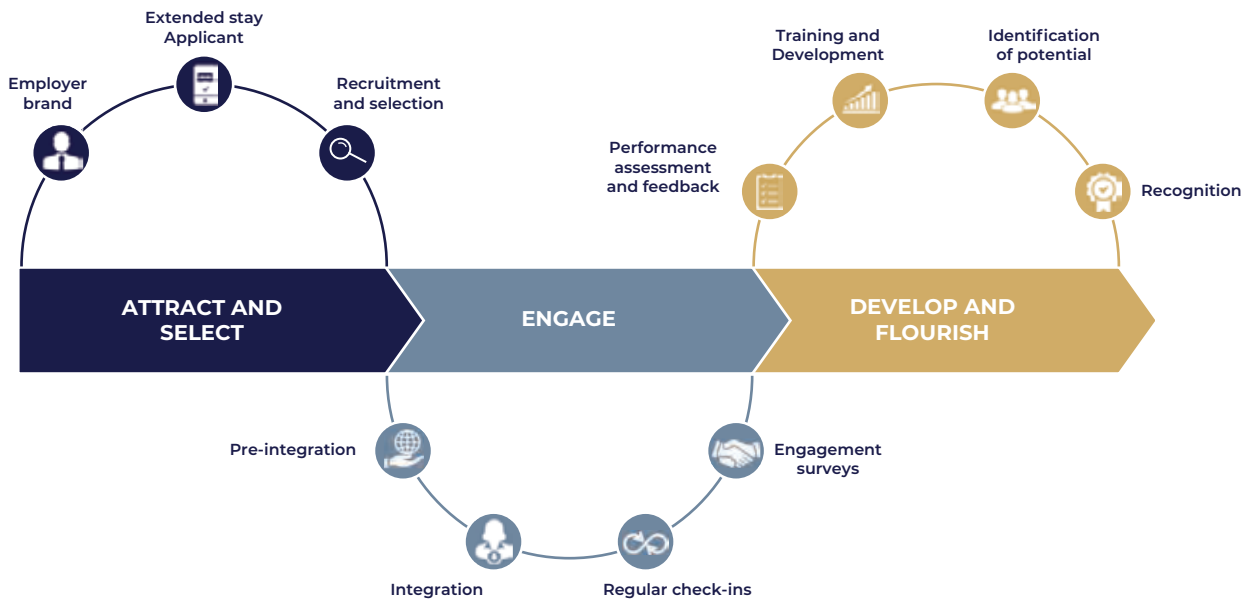 Extended stay
Applicant
Employer
brand
Recruitment
and selection
Training and
Development
Identification
of potential
Performance
assessment
and feedback
Recognition
ATTRACT AND
SELECT
ENGAGE
DEVELOP AND
FLOURISH
Pre-integration
Engagement
surveys
Integration
Regular check-ins